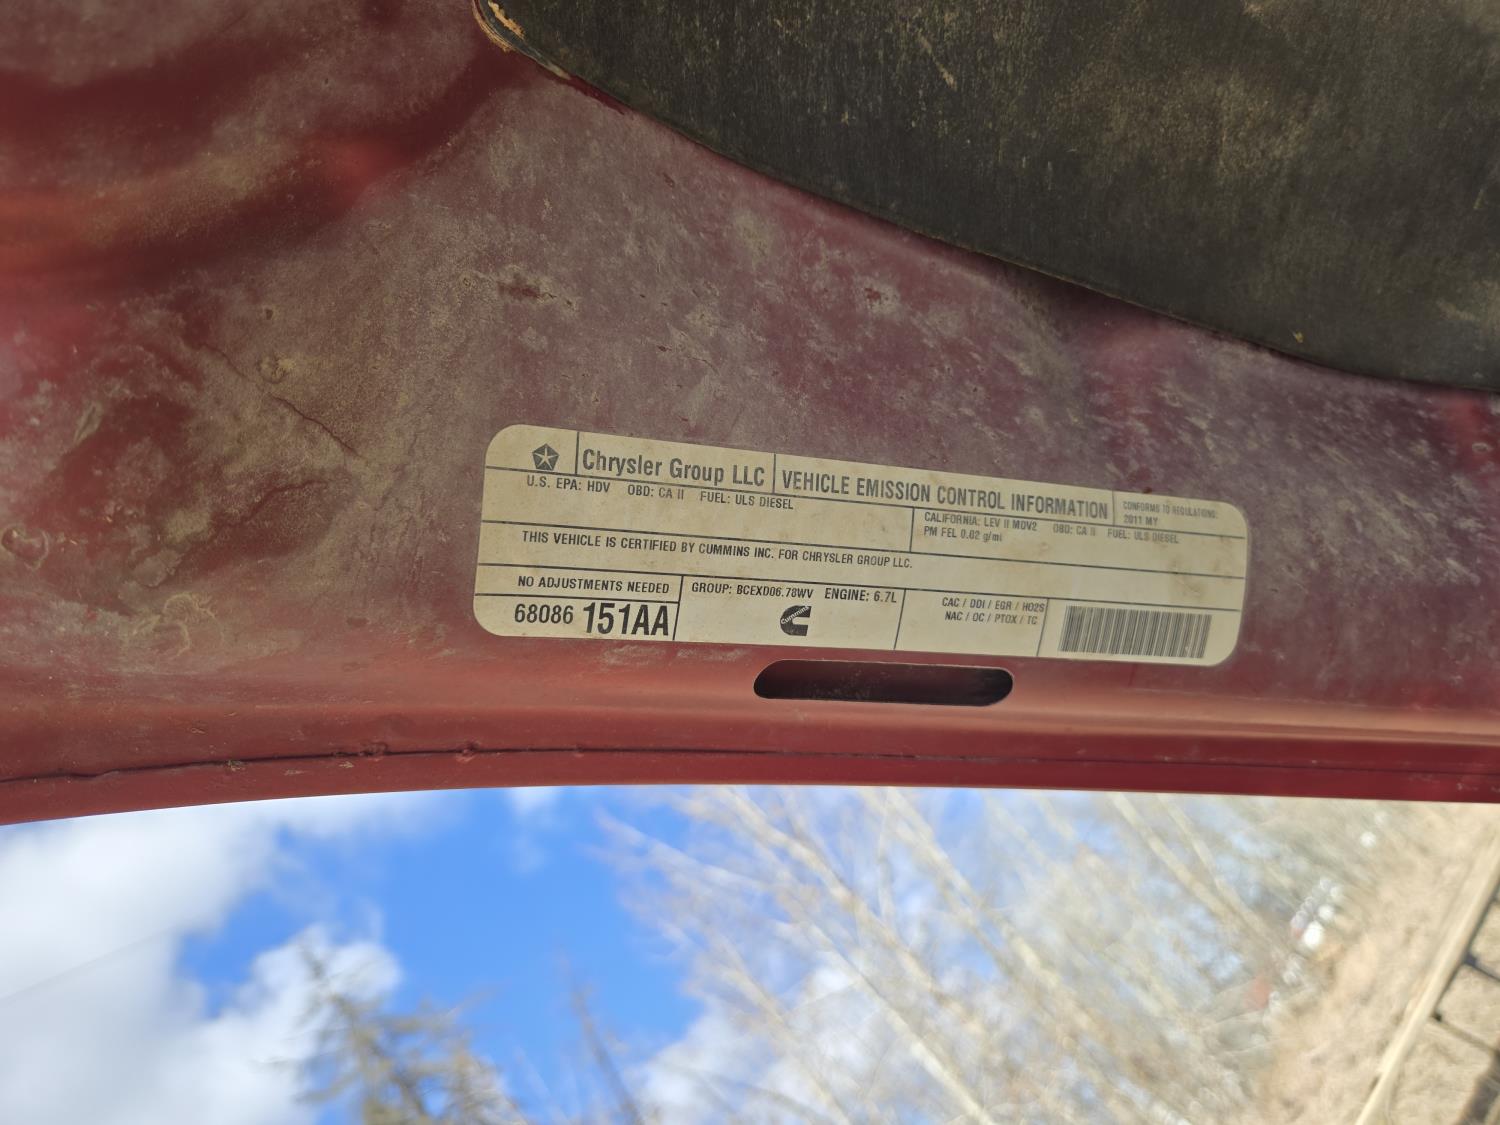 Chrysler Group LLC
VEHICLE EMISSION CONTROL INFORMATION
CONFORMS TO REGULATIONS:
2011 MY
U.S. EPA: HDV OBD: CA II FUEL: ULS DIESEL
CALIFORNIA: LEV II MDV2 OBD: CA II FUEL: ULS DIESEL
PM FEL 0.02 g/mi
THIS VEHICLE IS CERTIFIED BY CUMMINS INC. FOR CHRYSLER GROUP LLC.
NO ADJUSTMENTS NEEDED
68086 151AA
GROUP: BCEXD06.78WV ENGINE: 6.7L
Cummins
CAC / DDI / EGR / HO2S
NAC / OC / PTOX / TC